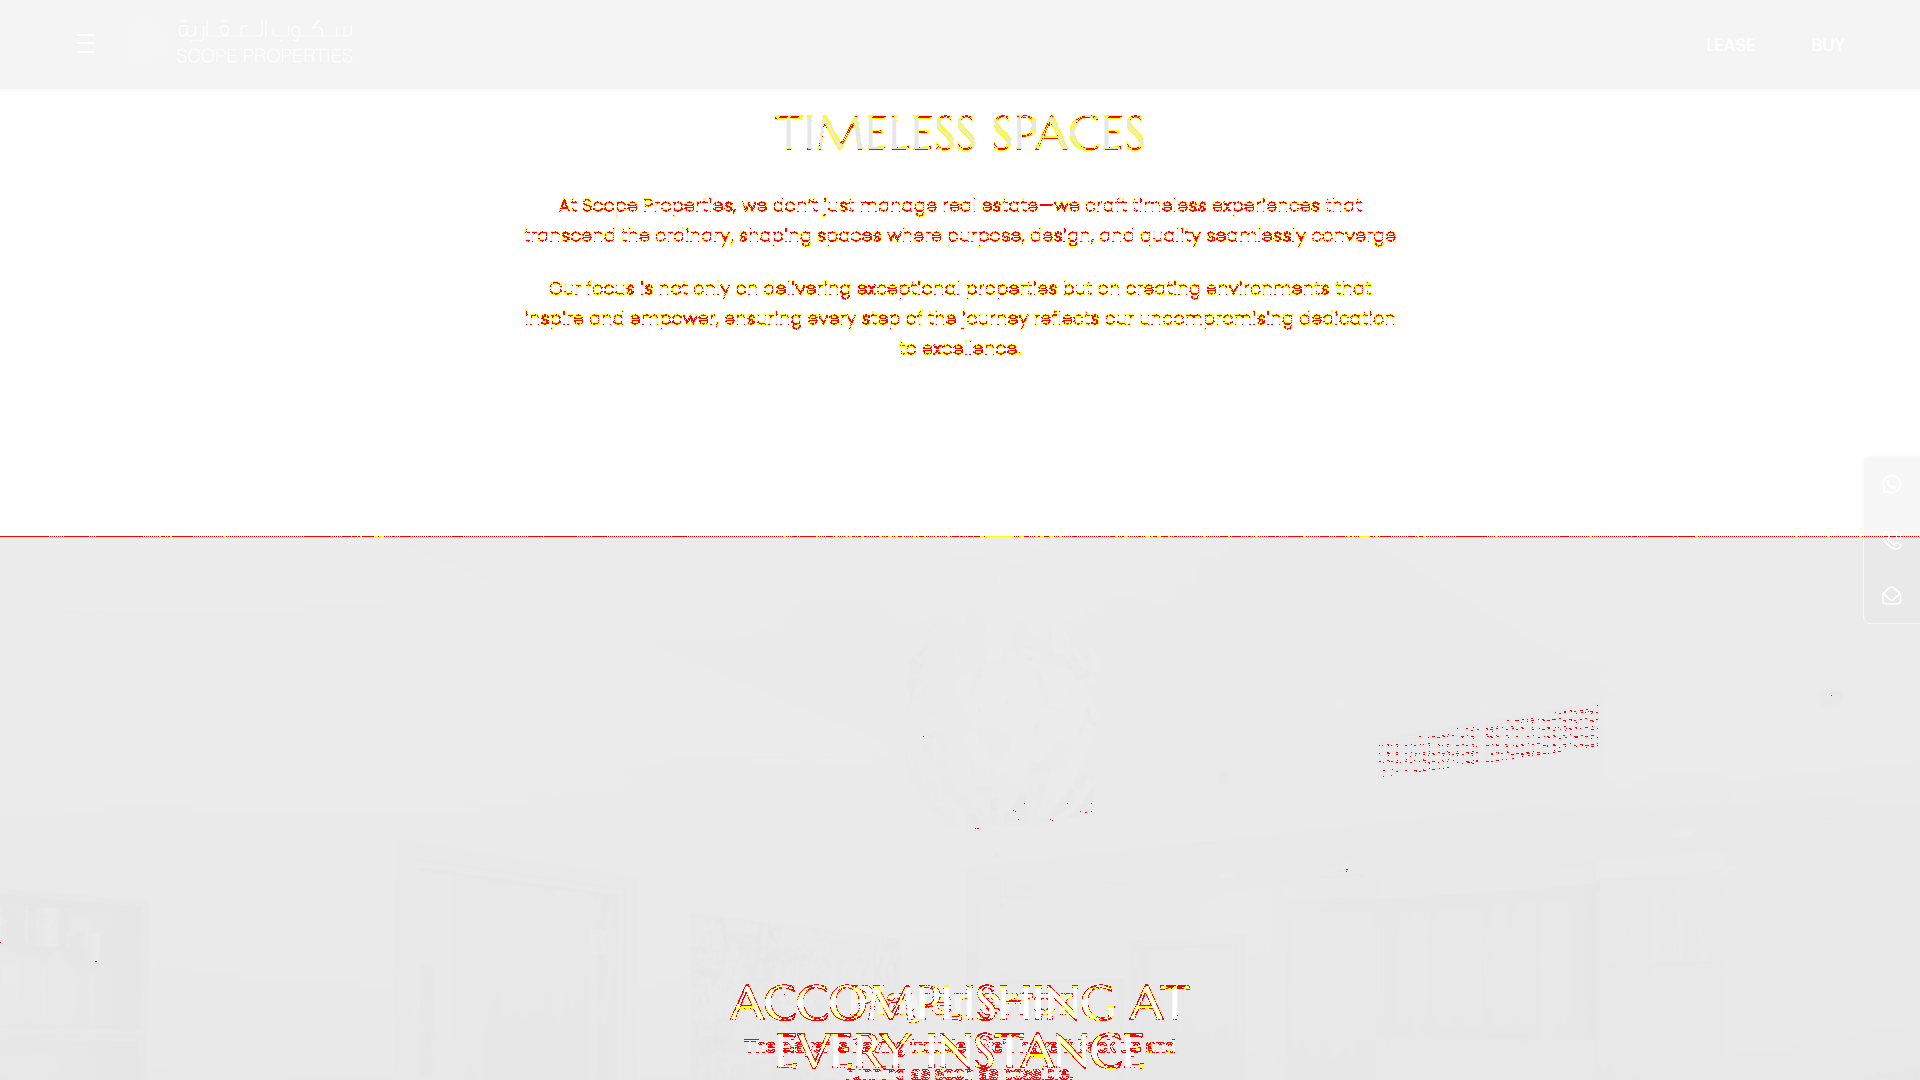 سكوب العقارية
SCOPE PROPERTIES
LEASE
BUY
TIMELESS SPACES
At Scope Properties, we don't just manage real estate—we craft timeless experiences that
transcend the ordinary, shaping spaces where purpose, design, and quality seamlessly converge
Our focus is not only on delivering exceptional properties but on creating environments that
inspire and empower, ensuring every step of the journey reflects our uncompromising dedication
to excellence.
ACCOMPLISHING AT
EVERY INSTANCE